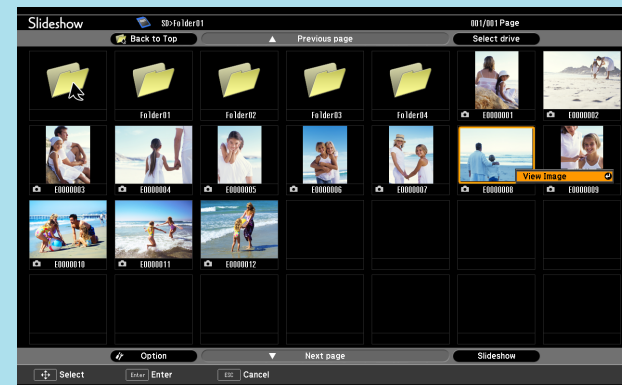 Slideshow SD>Folder01 001/001 Page
Back to Top Previous page Select drive
Folder01 Folder02 Folder03 Folder04 E0000001 E0000002
E0000003 E0000004 E0000005 E0000006 E0000007 E0000008 E0000009
View Image
E0000010 E0000011 E0000012
Option Next page Slideshow
Select Enter Enter ESC Cancel